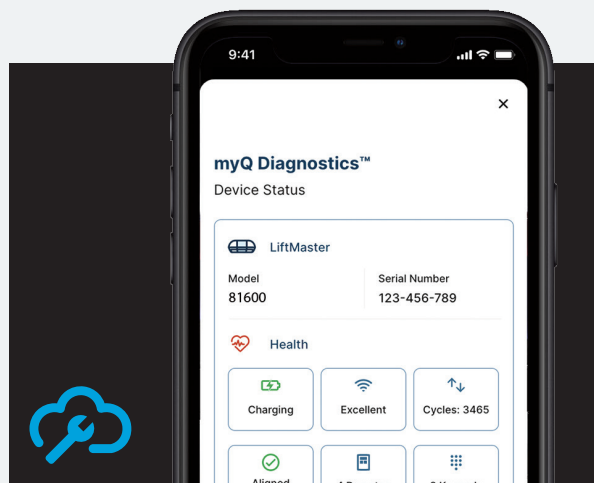 9:41
myQ Diagnostics™
Device Status
LiftMaster
Model
Serial Number
81600
123-456-789
Health
Charging
Excellent
Cycles: 3465
Aligned